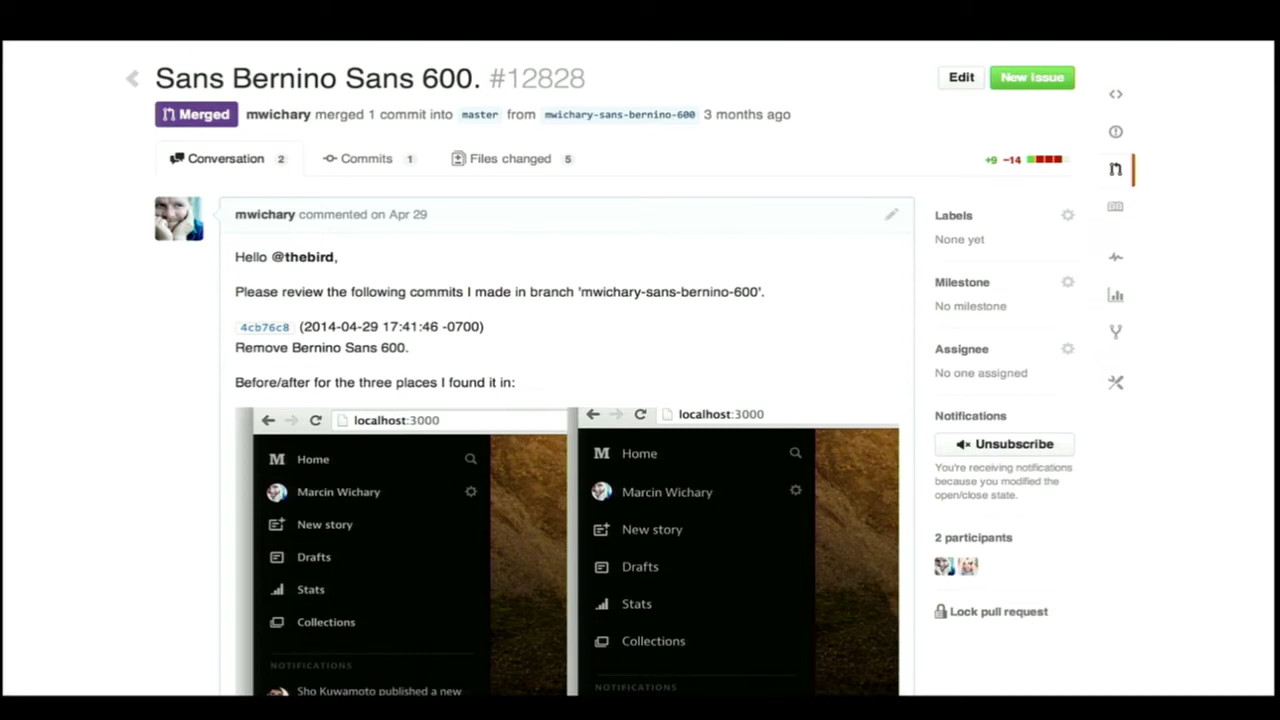 Sans Bernino Sans 600. #12828
Edit
New Issue
Merged mwichary merged 1 commit into master from mwichary-sans-bernino-600 3 months ago
Conversation 2
Commits 1
Files changed 5
+9 −14
mwichary commented on Apr 29
Hello @thebird,
Please review the following commits I made in branch 'mwichary-sans-bernino-600'.
4cb76c8 (2014-04-29 17:41:46 -0700)
Remove Bernino Sans 600.
Before/after for the three places I found it in:
localhost:3000
M Home
Marcin Wichary
New story
Drafts
Stats
Collections
NOTIFICATIONS
Sho Kuwamoto published a new
localhost:3000
M Home
Marcin Wichary
New story
Drafts
Stats
Collections
NOTIFICATIONS
Labels
None yet
Milestone
No milestone
Assignee
No one assigned
Notifications
Unsubscribe
You're receiving notifications
because you modified the
open/close state.
2 participants
Lock pull request